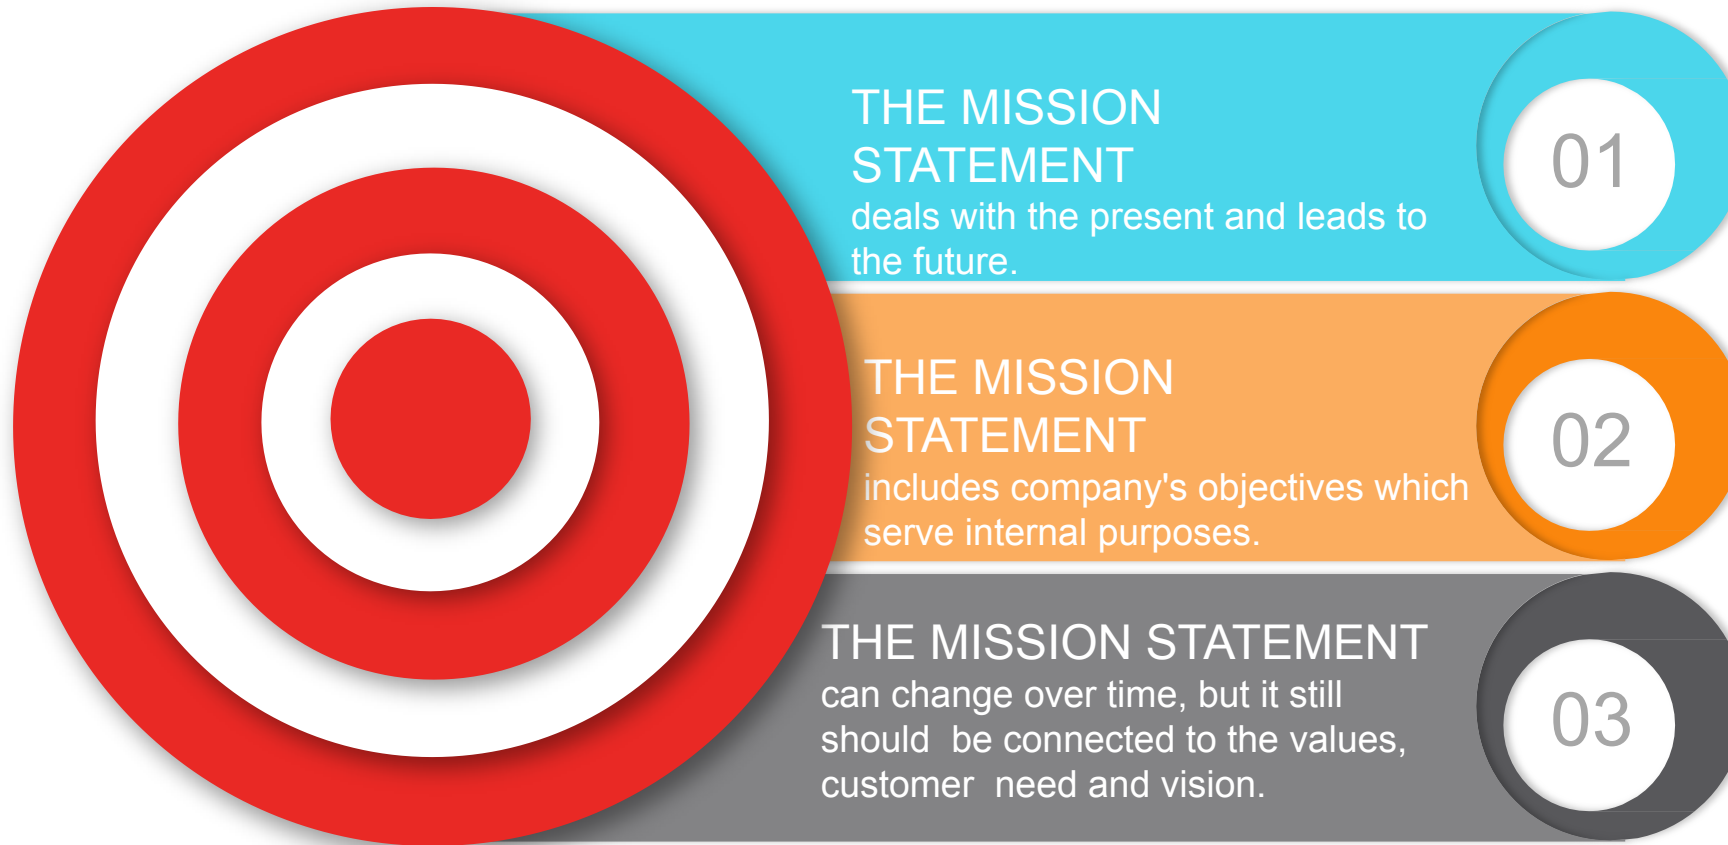 THE MISSION
STATEMENT
deals with the present and leads to
the future.
01
THE MISSION
STATEMENT
includes company's objectives which
serve internal purposes.
02
THE MISSION STATEMENT
can change over time, but it still
should  be connected to the values,
customer  need and vision.
03